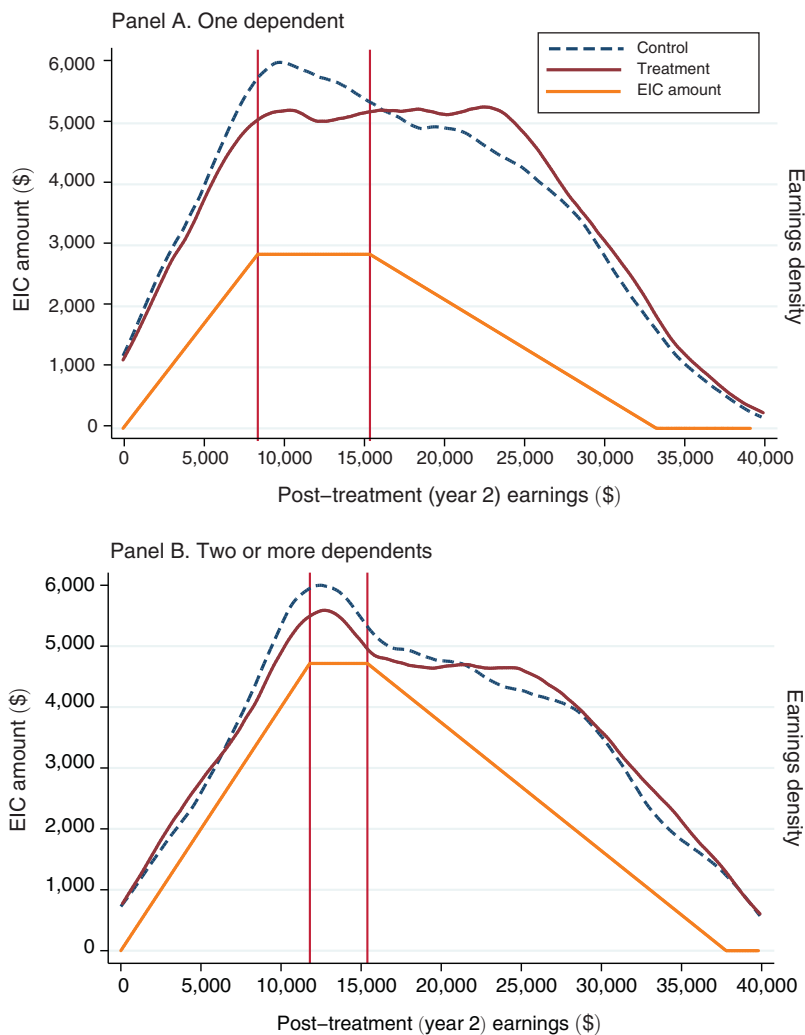 Panel A. One dependent
Control
Treatment
EIC amount
6,000
5,000
4,000
3,000
2,000
1,000
0
EIC amount ($)
Earnings density
0 5,000 10,000 15,000 20,000 25,000 30,000 35,000 40,000
Post−treatment (year 2) earnings ($)
Panel B. Two or more dependents
6,000
5,000
4,000
3,000
2,000
1,000
0
EIC amount ($)
Earnings density
0 5,000 10,000 15,000 20,000 25,000 30,000 35,000 40,000
Post−treatment (year 2) earnings ($)